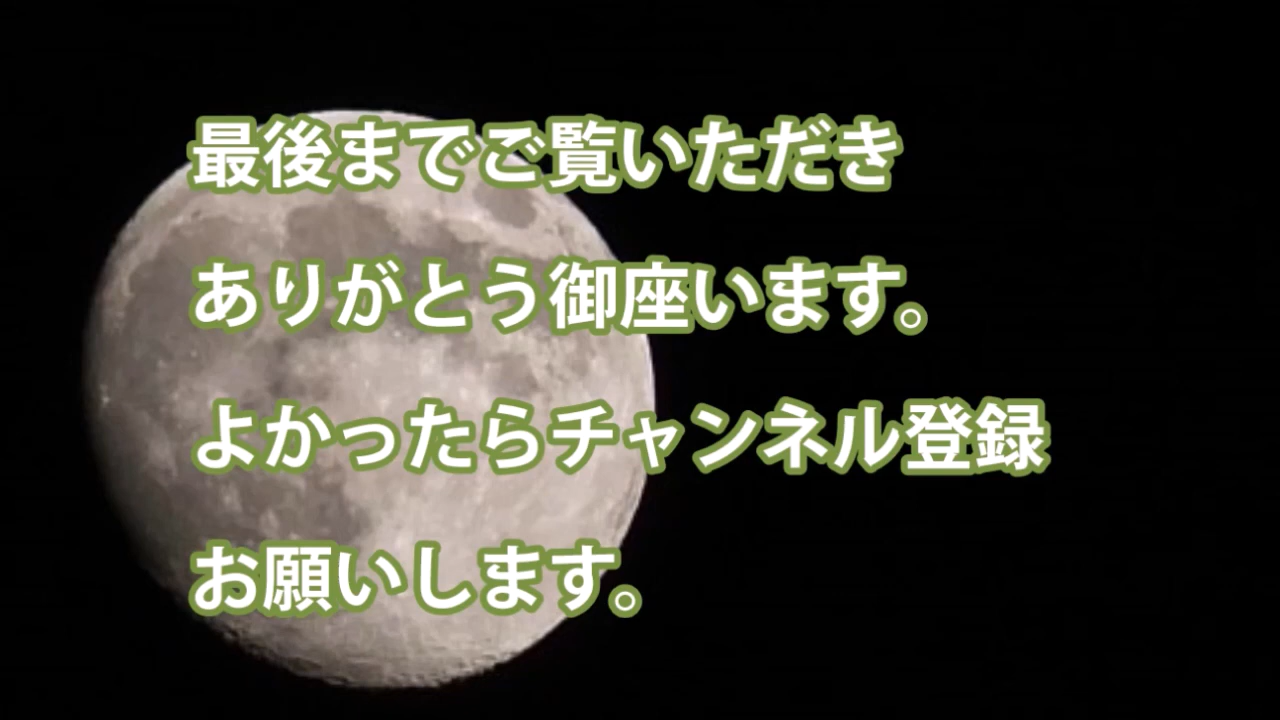 最後までご覧いただき
ありがとう御座います。
よかったらチャンネル登録
お願いします。